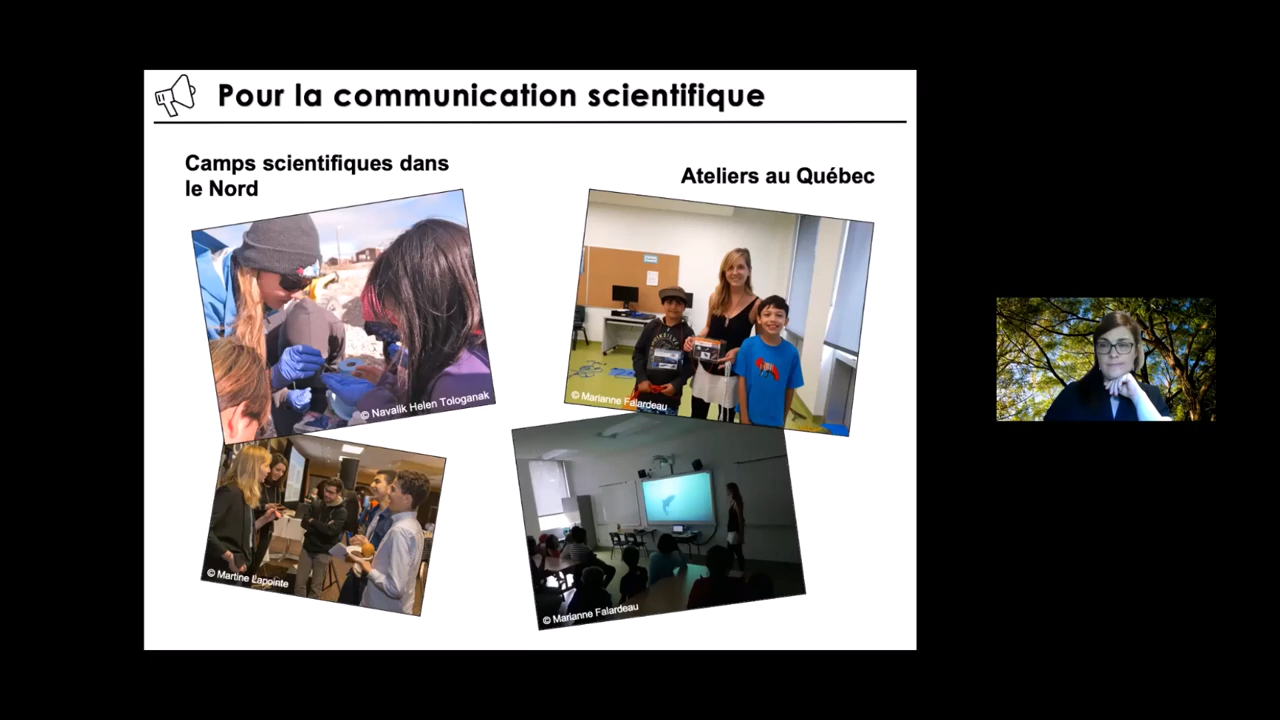 Pour la communication scientifique
Camps scientifiques dans
le Nord
Ateliers au Québec
© Navalik Helen Tologanak
© Marianne Falardeau
© Martine Lapointe
© Marianne Falardeau